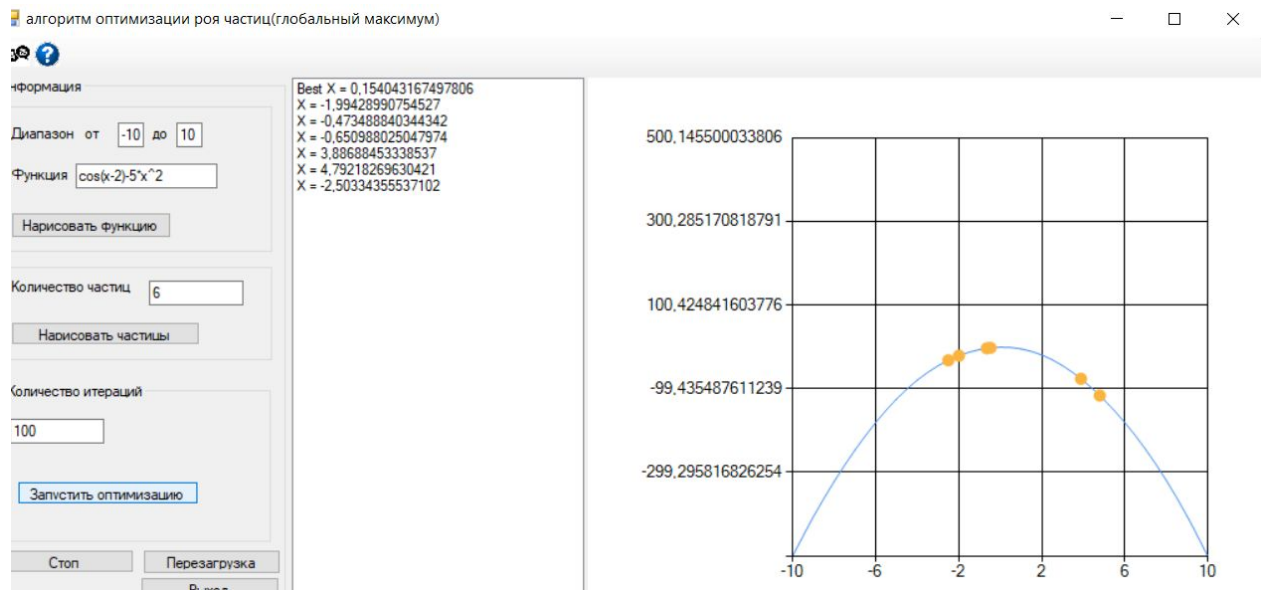 алгоритм оптимизации роя частиц(глобальный максимум)
нформация
Диапазон от -10 до 10
Функция cos(x-2)-5*x^2
Нарисовать функцию
Количество частиц 6
Нарисовать частицы
Количество итераций
100
Запустить оптимизацию
Стоп Перезагрузка
Выход
Best X = 0,154043167497806
X = -1,99428990754527
X = -0,473488840344342
X = -0,650988025047974
X = 3,88688453338537
X = 4,79218269630421
X = -2,50334355537102
500,145500033806
300,285170818791
100,424841603776
-99,435487611239
-299,295816826254
-10 -6 -2 2 6 10